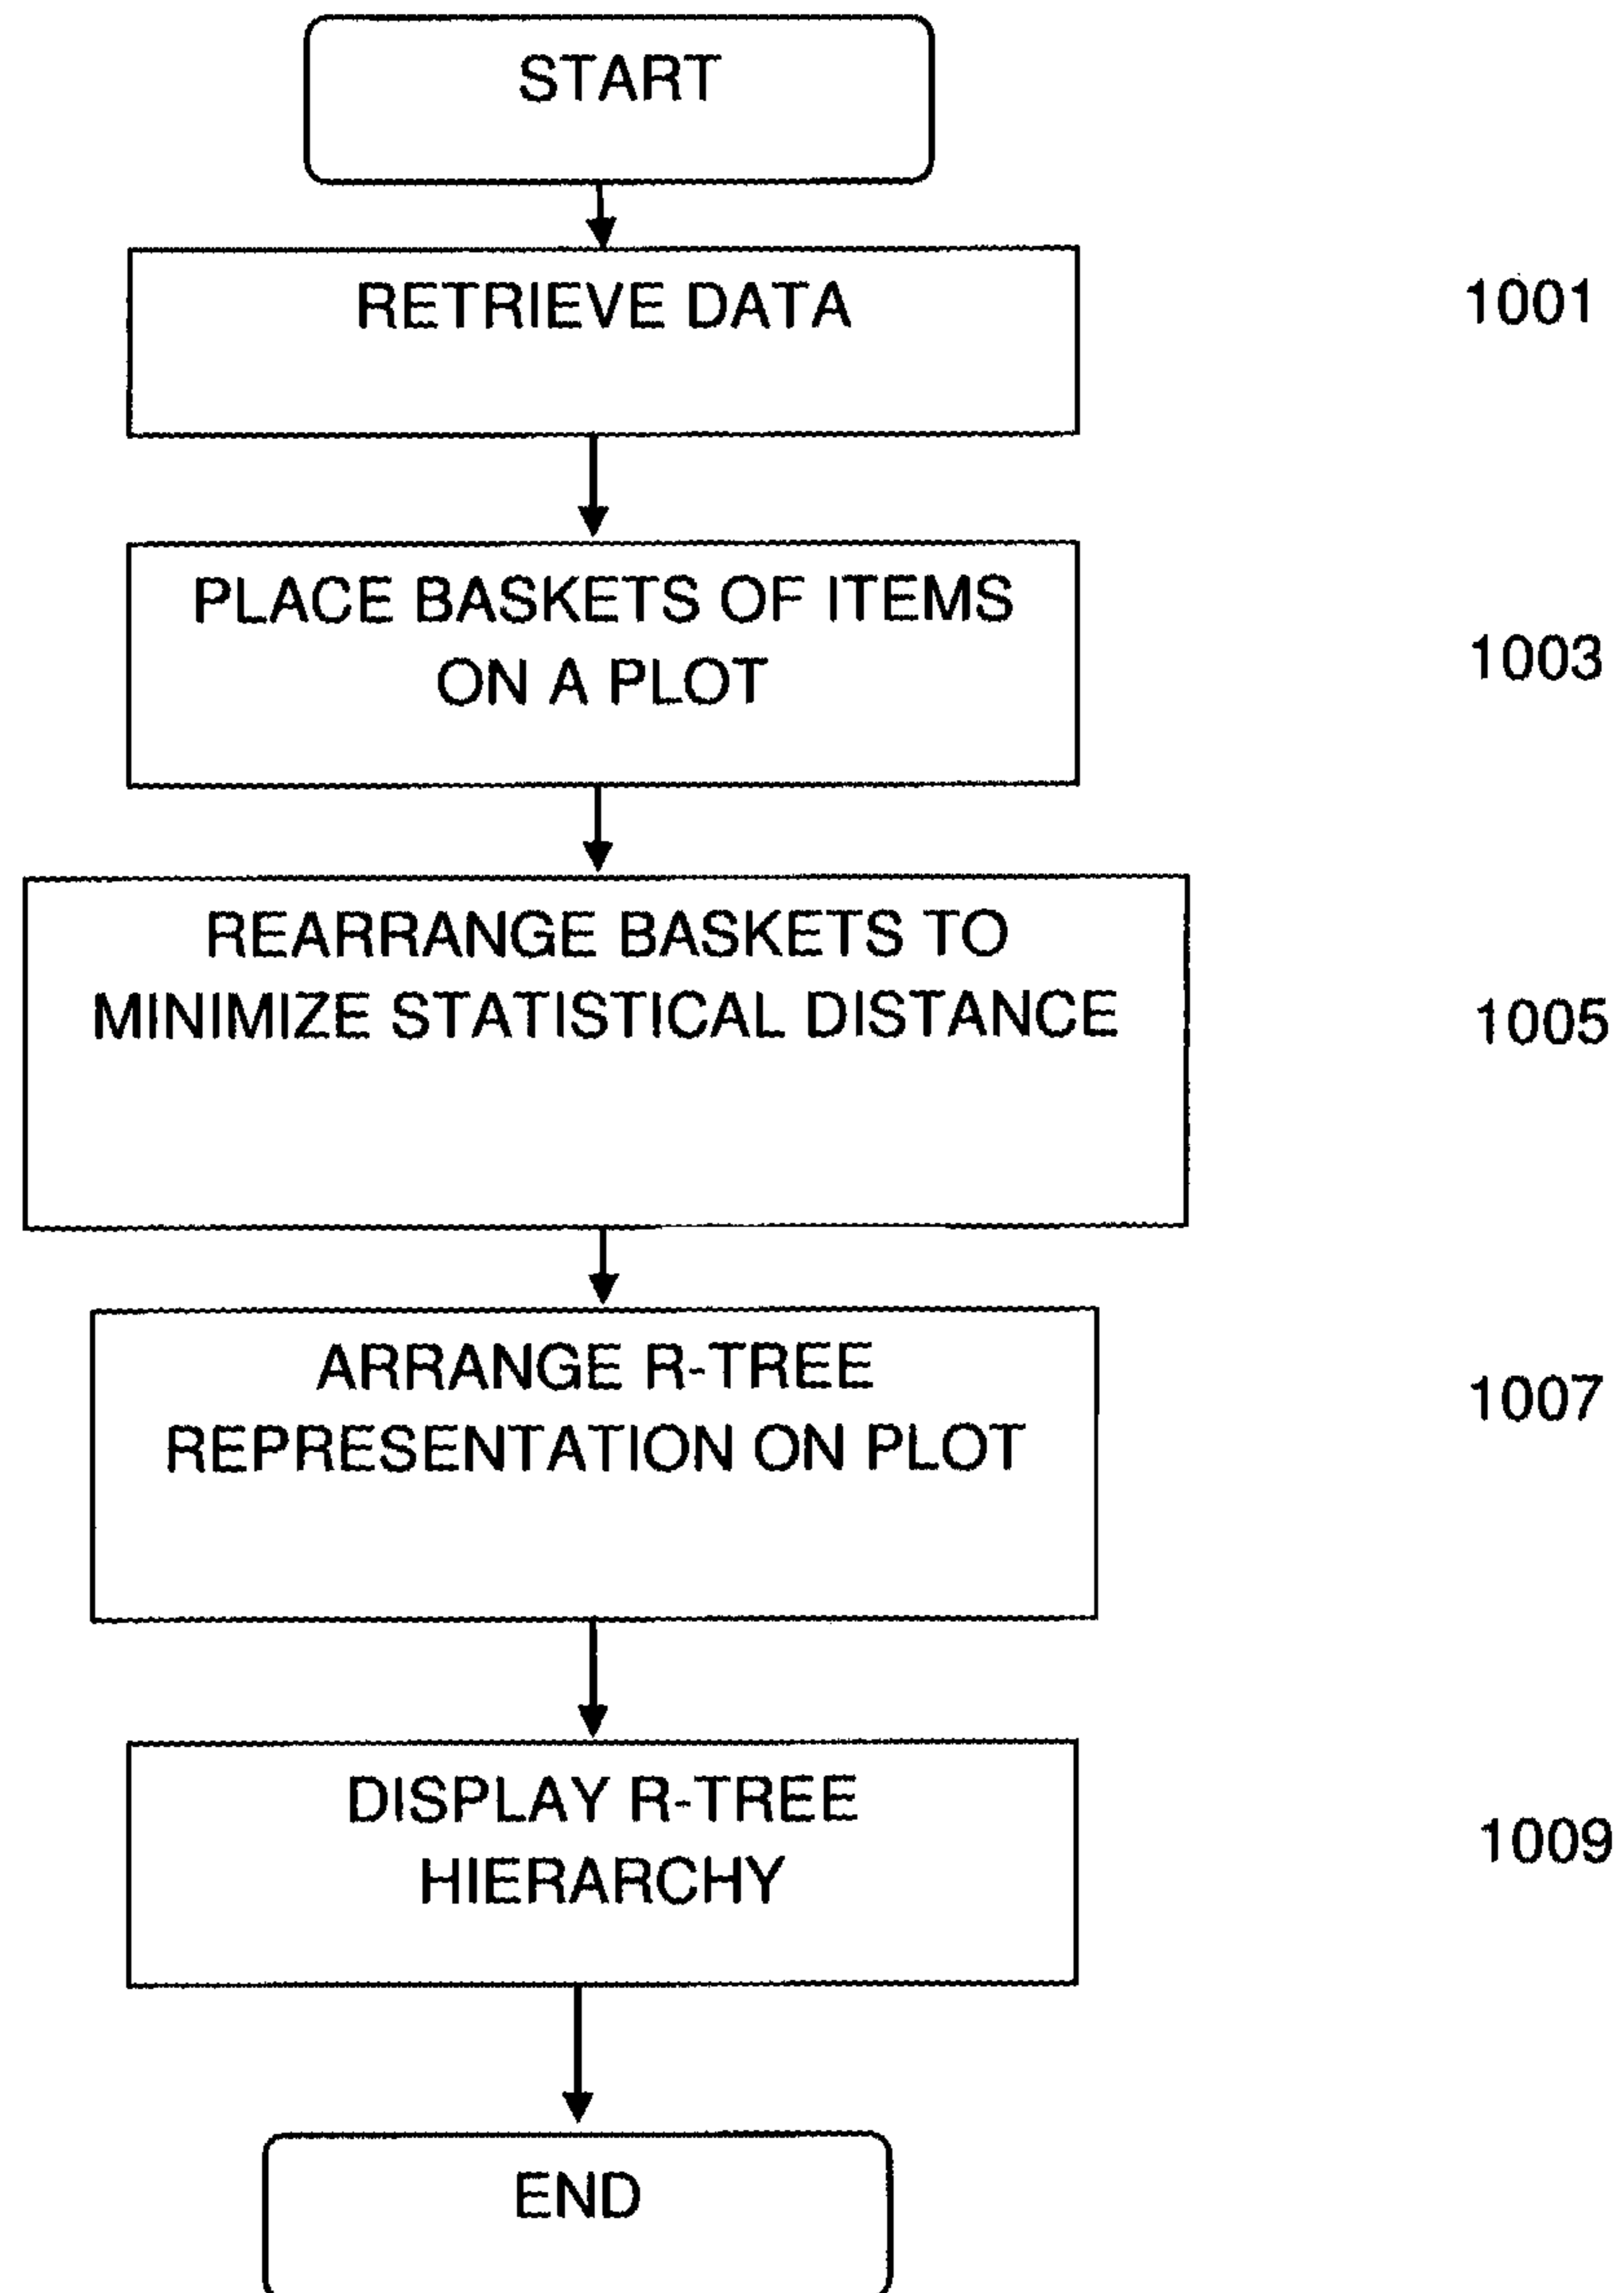 START
RETRIEVE DATA
1001
PLACE BASKETS OF ITEMS
ON A PLOT
1003
REARRANGE BASKETS TO
MINIMIZE STATISTICAL DISTANCE
1005
ARRANGE R-TREE
REPRESENTATION ON PLOT
1007
DISPLAY R-TREE
HIERARCHY
1009
END